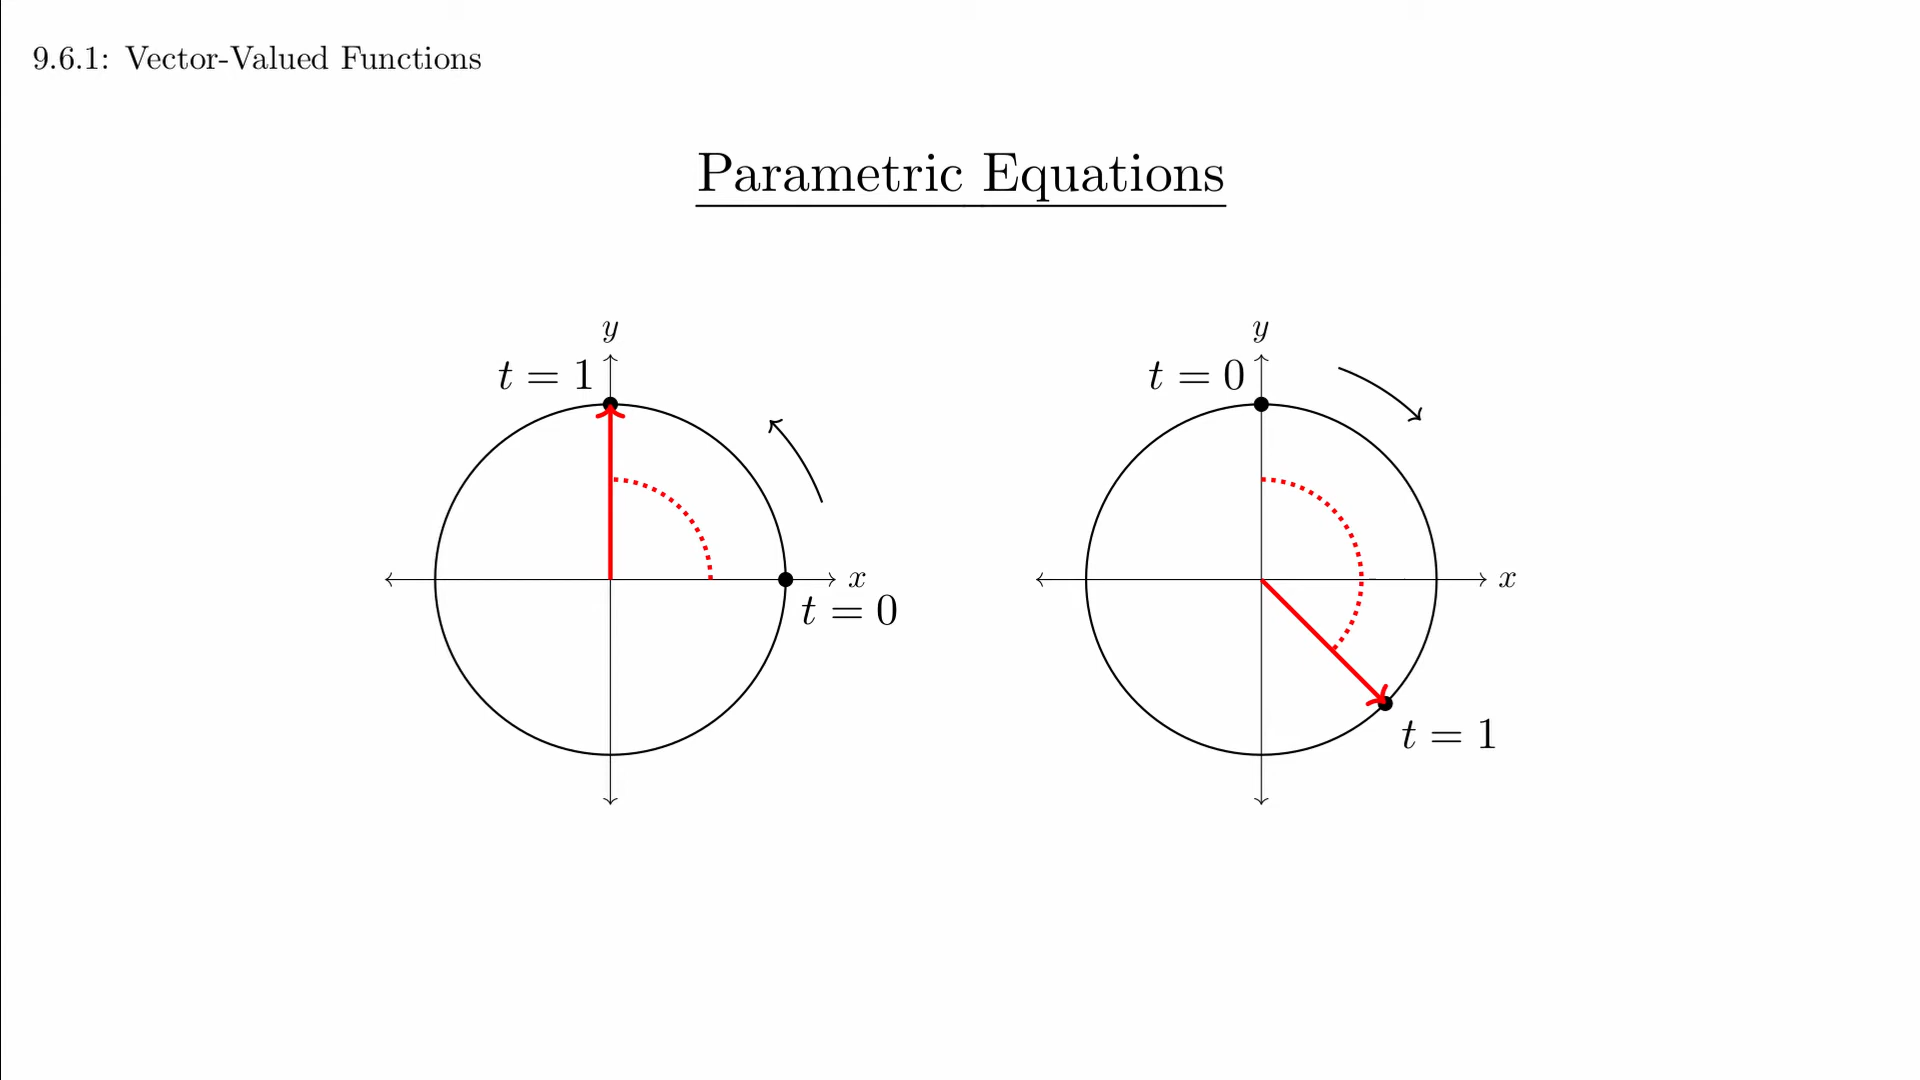 9.6.1: Vector-Valued Functions
Parametric Equations
y
t = 1
x
t = 0
y
t = 0
x
t = 1